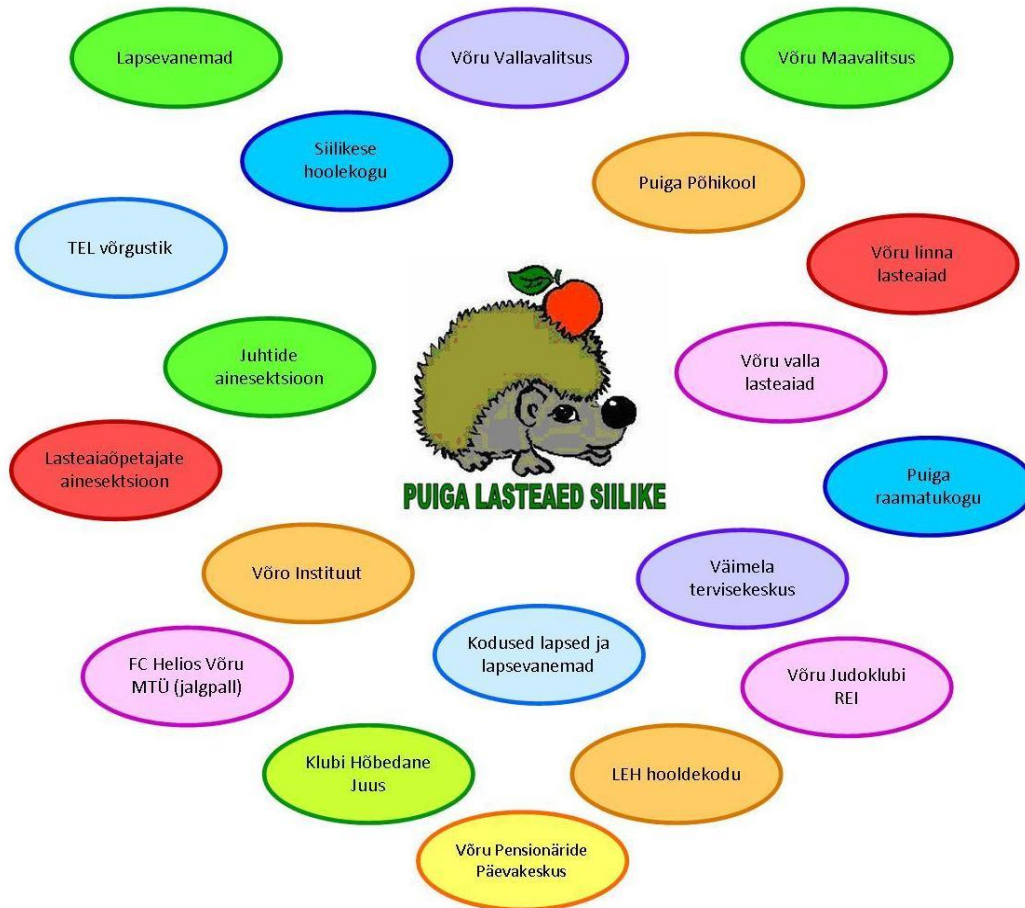 Lapsevanemad
Võru Vallavalitsus
Võru Maavalitsus
Siilikese
hoolekogu
Puiga Põhikool
TEL võrgustik
Võru linna
lasteaiad
Juhtide
ainesektsioon
Võru valla
lasteaiad
Lasteaiaõpetajate
ainesektsioon
Puiga
raamatukogu
PUIGA LASTEAED SIILIKE
Võro Instituut
Väimela
tervisekeskus
Kodused lapsed ja
lapsevanemad
FC Helios Võru
MTÜ (jalgpall)
Võru Judoklubi
REI
Klubi Hõbedane
Juus
LEH hooldekodu
Võru Pensionäride
Päevakeskus